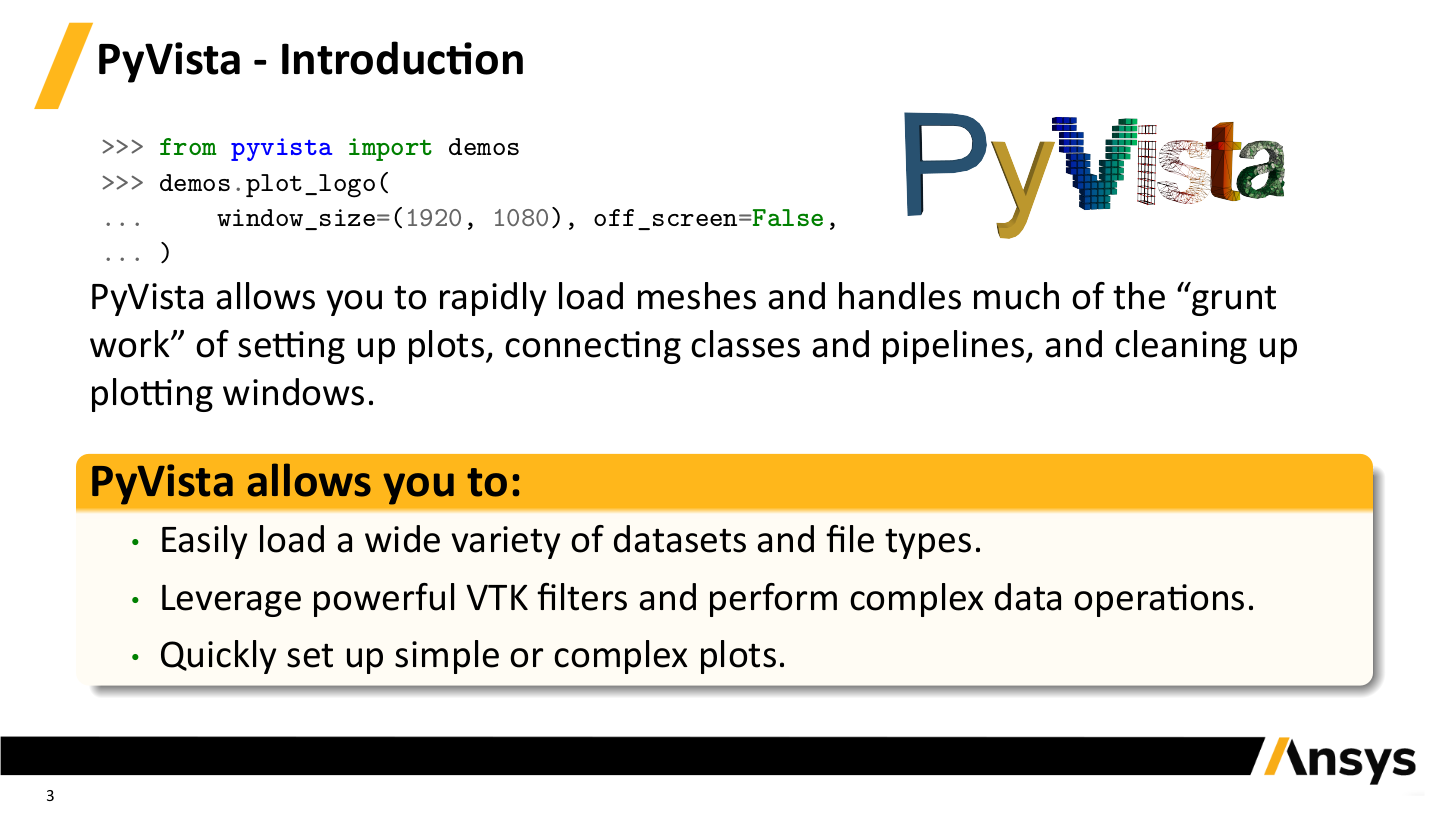 PyVista - Introduction
>>> from pyvista import demos
>>> demos.plot_logo(
...     window_size=(1920, 1080), off_screen=False,
... )
PyVista
PyVista allows you to rapidly load meshes and handles much of the “grunt
work” of setting up plots, connecting classes and pipelines, and cleaning up
plotting windows.
PyVista allows you to:
• Easily load a wide variety of datasets and file types.
• Leverage powerful VTK filters and perform complex data operations.
• Quickly set up simple or complex plots.
Ansys
3